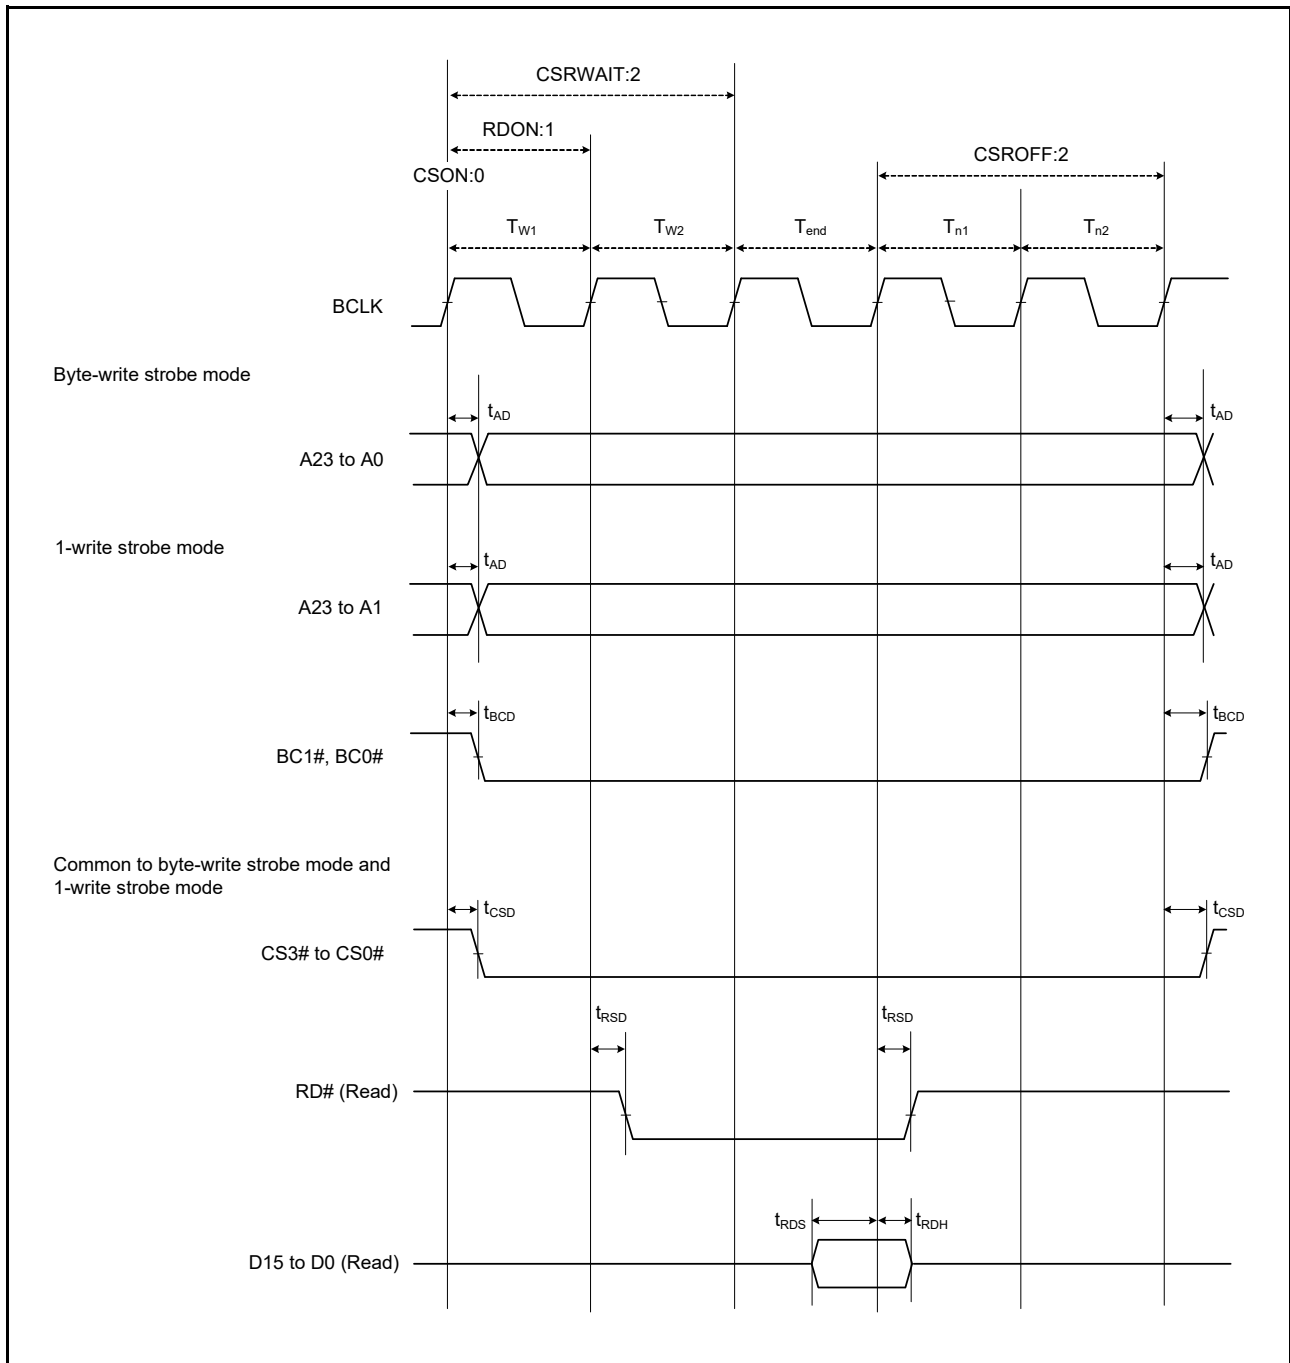 CSRWAIT:2
RDON:1
CSON:0
CSROFF:2
TW1 TW2 Tend Tn1 Tn2
BCLK
Byte-write strobe mode
tAD tAD
A23 to A0
1-write strobe mode
tAD tAD
A23 to A1
tBCD tBCD
BC1#, BC0#
Common to byte-write strobe mode and
1-write strobe mode
tCSD tCSD
CS3# to CS0#
tRSD tRSD
RD# (Read)
tRDS tRDH
D15 to D0 (Read)